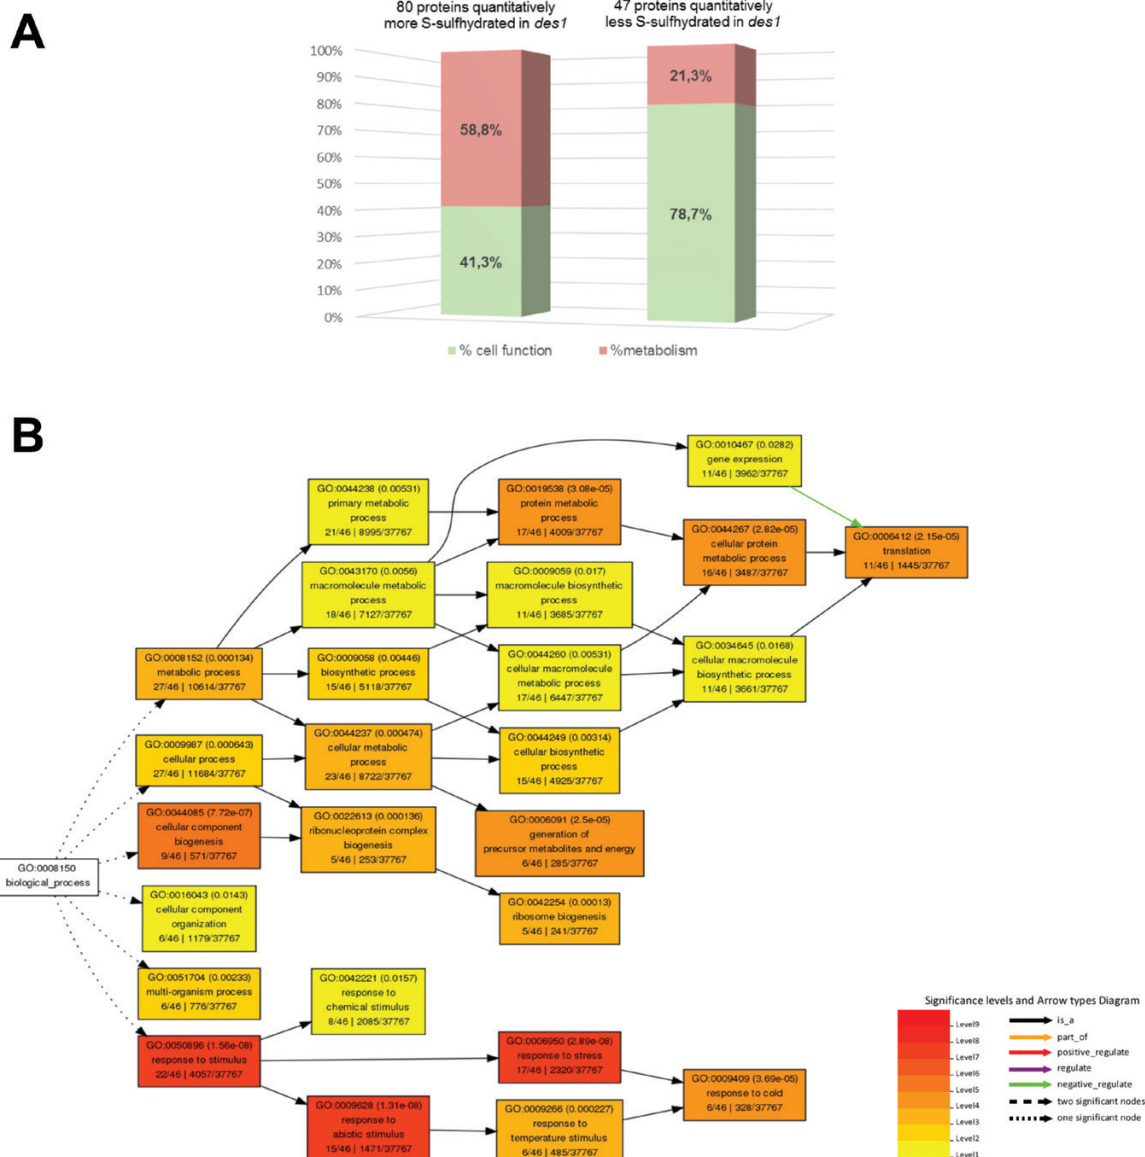 A
80 proteins quantitatively
more S-sulfhydrated in des1
47 proteins quantitatively
less S-sulfhydrated in des1
100%
90%
80%
70%
60%
50%
40%
30%
20%
10%
0%
58,8%
41,3%
21,3%
78,7%
% cell function
%metabolism
B
GO:0010467 (0.0282)
gene expression
11/46 | 3962/37767
GO:0044238 (0.00531)
primary metabolic
process
21/46 | 8995/37767
GO:0019538 (3.08e-05)
protein metabolic
process
17/46 | 4009/37767
GO:0044267 (2.82e-05)
cellular protein
metabolic process
16/46 | 3487/37767
GO:0006412 (2.15e-05)
translation
11/46 | 1445/37767
GO:0043170 (0.0056)
macromolecule metabolic
process
18/46 | 7127/37767
GO:0009059 (0.017)
macromolecule biosynthetic
process
11/46 | 3685/37767
GO:0008152 (0.000134)
metabolic process
27/46 | 10614/37767
GO:0009058 (0.00446)
biosynthetic process
15/46 | 5118/37767
GO:0044260 (0.00531)
cellular macromolecule
metabolic process
17/46 | 6447/37767
GO:0034645 (0.0168)
cellular macromolecule
biosynthetic process
11/46 | 3661/37767
GO:0009987 (0.000643)
cellular process
27/46 | 11684/37767
GO:0044237 (0.000474)
cellular metabolic
process
23/46 | 8722/37767
GO:0044249 (0.00314)
cellular biosynthetic
process
15/46 | 4925/37767
GO:0044085 (7.72e-07)
cellular component
biogenesis
9/46 | 571/37767
GO:0022613 (0.000136)
ribonucleoprotein complex
biogenesis
5/46 | 253/37767
GO:0006091 (2.5e-05)
generation of
precursor metabolites and energy
6/46 | 285/37767
GO:0008150
biological_process
GO:0016043 (0.0143)
cellular component
organization
6/46 | 1179/37767
GO:0042254 (0.00013)
ribosome biogenesis
5/46 | 241/37767
GO:0051704 (0.00233)
multi-organism process
6/46 | 776/37767
GO:0042221 (0.0157)
response to
chemical stimulus
8/46 | 2085/37767
GO:0050896 (1.56e-08)
response to stimulus
22/46 | 4057/37767
GO:0006950 (2.89e-08)
response to stress
17/46 | 2320/37767
GO:0009409 (3.69e-05)
response to cold
6/46 | 328/37767
GO:0009628 (1.31e-08)
response to
abiotic stimulus
15/46 | 1471/37767
GO:0009266 (0.000227)
response to
temperature stimulus
6/46 | 485/37767
Significance levels and Arrow types Diagram
Level9
Level8
Level7
Level6
Level5
Level4
Level3
Level2
Level1
is_a
part_of
positive_regulate
regulate
negative_regulate
two significant nodes
one significant node